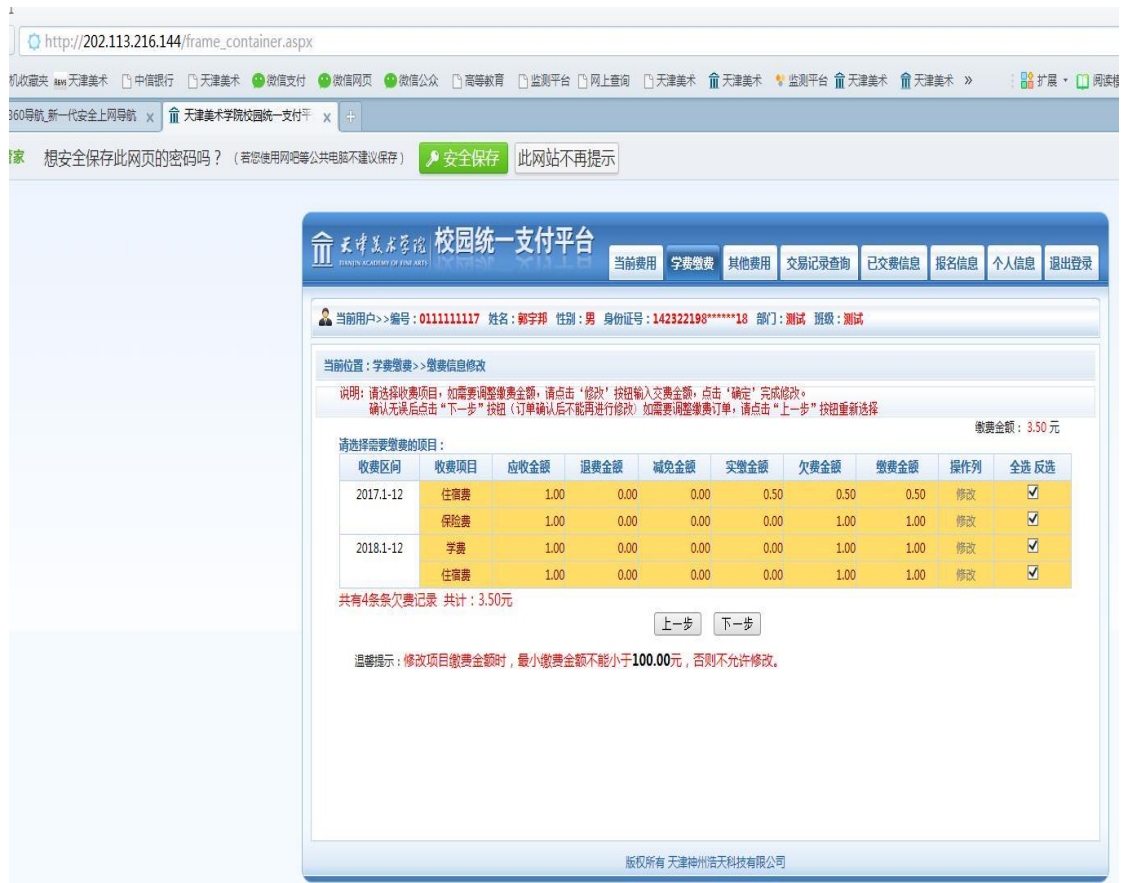 http://202.113.216.144/frame_container.aspx
机收藏夹 天津美术 中信银行 天津美术 微信支付 微信网页 微信公众 高等教育 监测平台 网上查询 天津美术 天津美术 监测平台 天津美术 天津美术 » 扩展 阅读模
360导航_新一代安全上网导航 x 天津美术学院校园统一支付平 x +
管家 想安全保存此网页的密码吗？（若您使用网吧等公共电脑不建议保存） 安全保存 此网站不再提示
天津美术学院 校园统一支付平台
TIANJIN ACADEMY OF FINE ARTS
当前费用 学费缴费 其他费用 交易记录查询 已交费信息 报名信息 个人信息 退出登录
当前用户>>编号：0111111117 姓名：郭宇邦 性别：男 身份证号：142322198******18 部门：测试 班级：测试
当前位置：学费缴费>>缴费信息修改
说明：请选择收费项目，如需要调整缴费金额，请点击‘修改’按钮输入交费金额，点击‘确定’完成修改。
确认无误后点击“下一步”按钮（订单确认后不能再进行修改）如需要调整缴费订单，请点击“上一步”按钮重新选择
缴费金额：3.50 元
请选择需要缴费的项目：
收费区间 收费项目 应收金额 退费金额 减免金额 实缴金额 欠费金额 缴费金额 操作列 全选 反选
2017.1-12 住宿费 1.00 0.00 0.00 0.50 0.50 0.50 修改
保险费 1.00 0.00 0.00 0.00 1.00 1.00 修改
2018.1-12 学费 1.00 0.00 0.00 0.00 1.00 1.00 修改
住宿费 1.00 0.00 0.00 0.00 1.00 1.00 修改
共有4条条欠费记录 共计：3.50元
上一步 下一步
温馨提示：修改项目缴费金额时，最小缴费金额不能小于100.00元，否则不允许修改。
版权所有 天津神州浩天科技有限公司